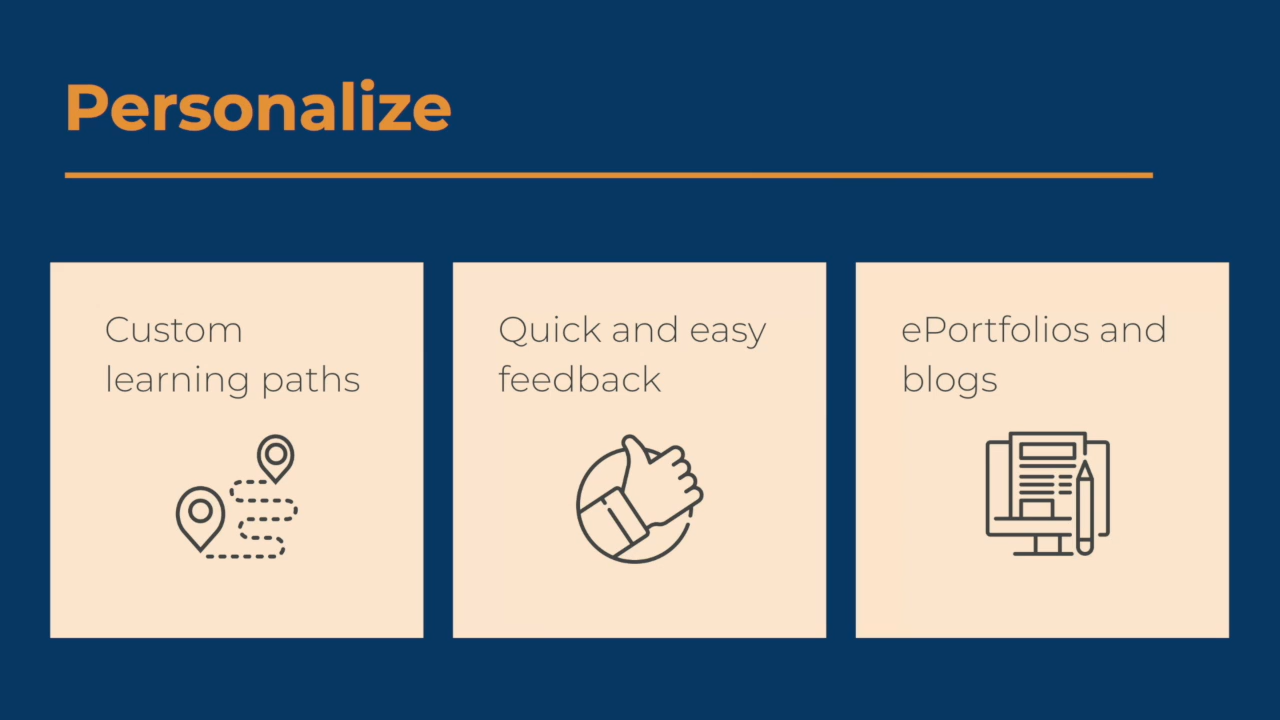 Personalize
Custom
learning paths
Quick and easy
feedback
ePortfolios and
blogs